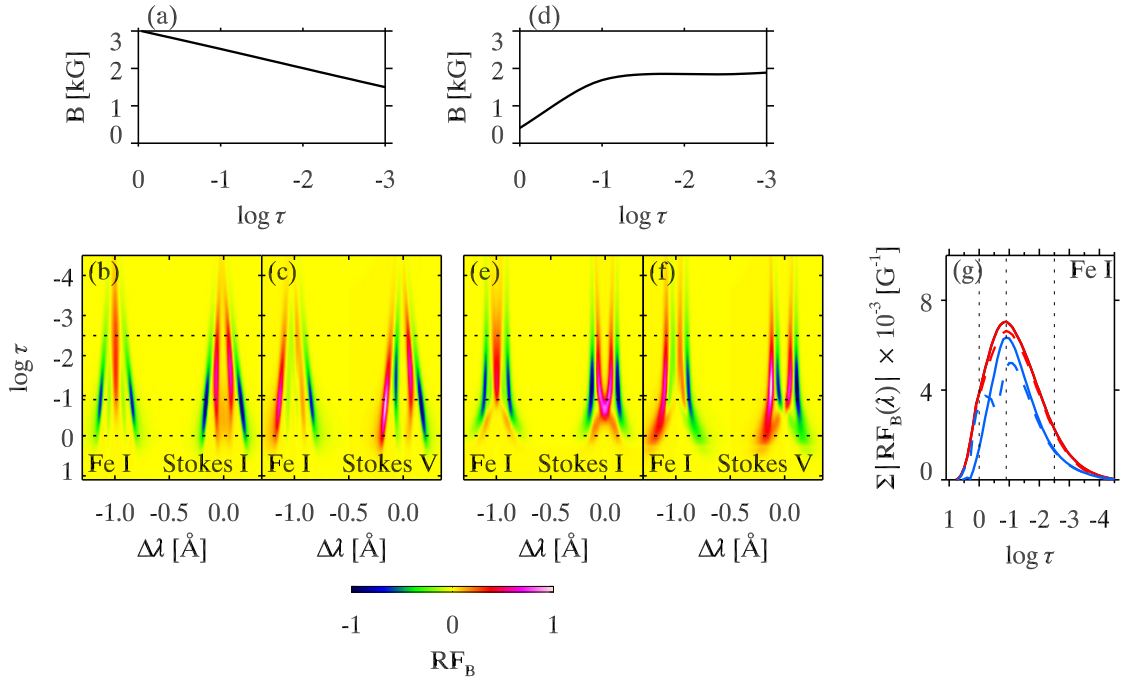 (a)
B [kG]
3
2
1
0
0 -1 -2 -3
log τ
(d)
B [kG]
3
2
1
0
0 -1 -2 -3
log τ
log τ
-4
-3
-2
-1
0
1
(b)
Fe I Stokes I
(c)
Fe I Stokes V
(e)
Fe I Stokes I
(f)
Fe I Stokes V
-1.0 -0.5 0.0
Δλ [Å]
-1.0 -0.5 0.0
Δλ [Å]
-1.0 -0.5 0.0
Δλ [Å]
-1.0 -0.5 0.0
Δλ [Å]
-1 0 1
RF_B
Σ|RF_B(λ)| × 10⁻³ [G⁻¹]
8
4
0
(g) Fe I
1 0 -1 -2 -3 -4
log τ